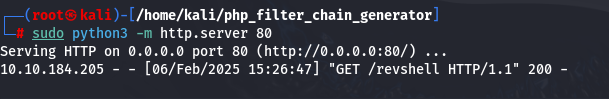 ┌──(root㉿kali)-[/home/kali/php_filter_chain_generator]
└─# sudo python3 -m http.server 80
Serving HTTP on 0.0.0.0 port 80 (http://0.0.0.0:80/) ...
10.10.184.205 - - [06/Feb/2025 15:26:47] "GET /revshell HTTP/1.1" 200 -